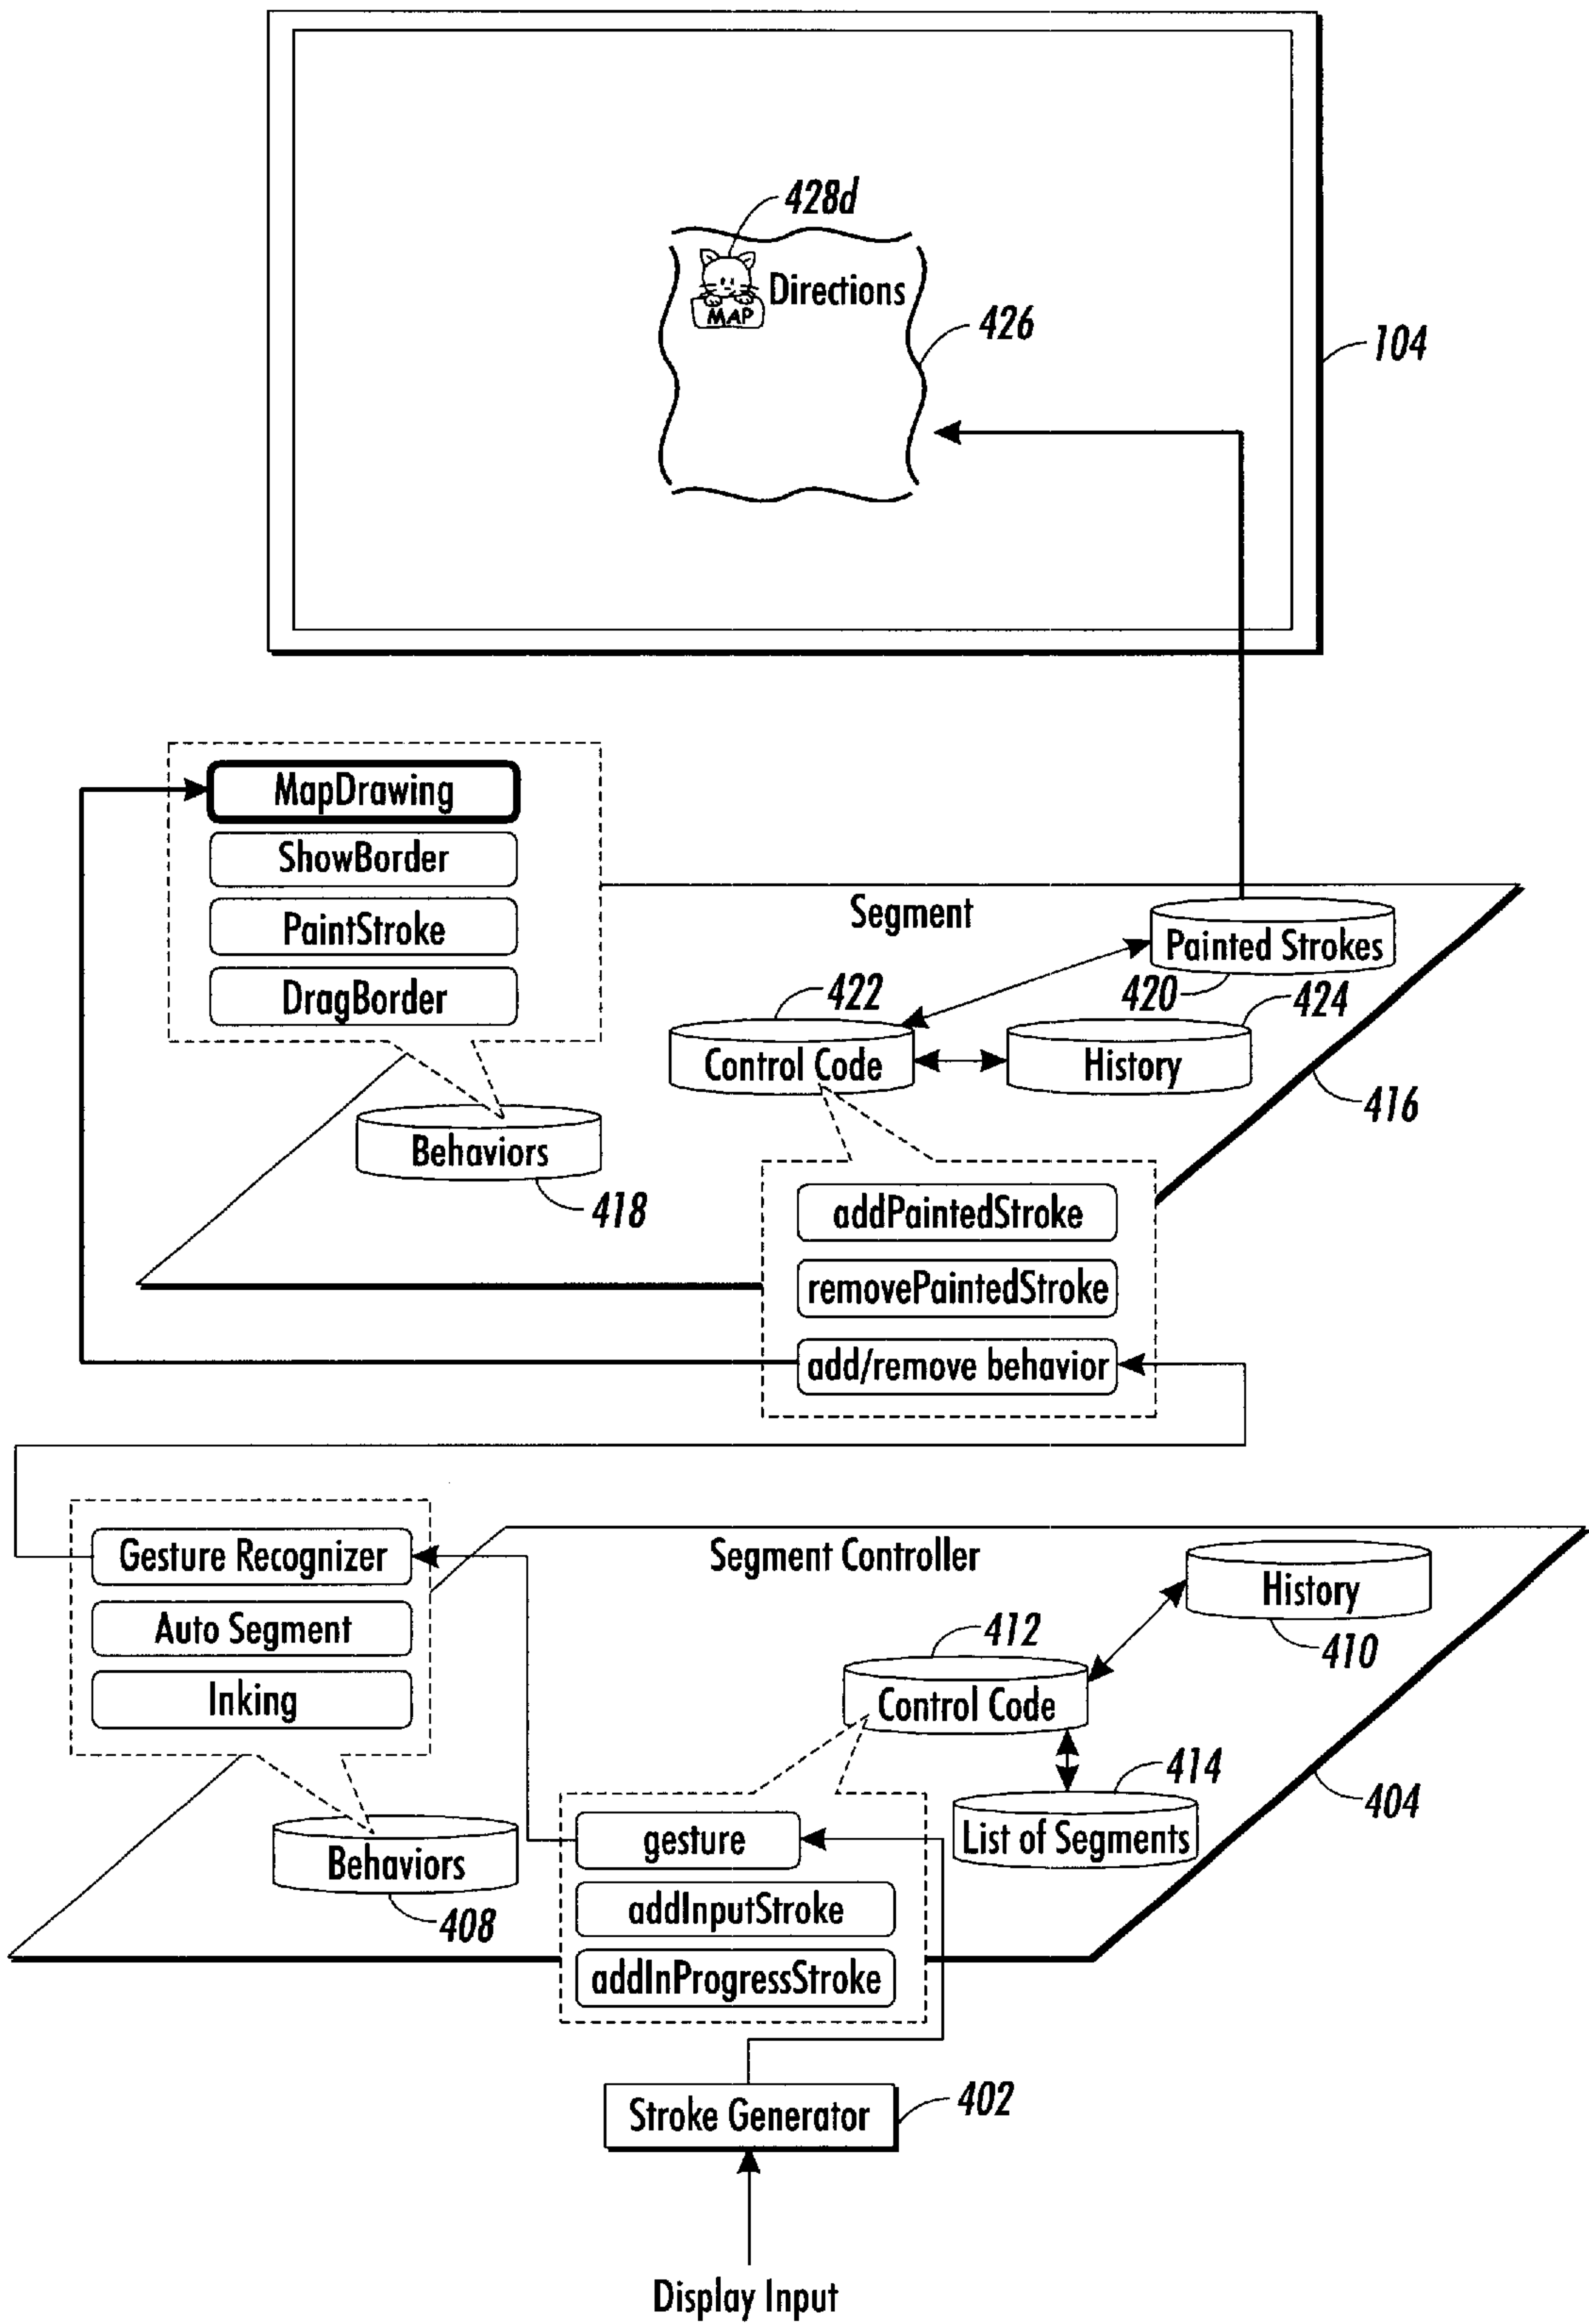 428d
Directions
MAP
426
104
MapDrawing
ShowBorder
PaintStroke
DragBorder
Segment
Painted Strokes
420
422
424
Control Code
History
416
Behaviors
418
addPaintedStroke
removePaintedStroke
add/remove behavior
Gesture Recognizer
Auto Segment
Inking
Segment Controller
History
410
412
Control Code
414
List of Segments
404
Behaviors
408
gesture
addInputStroke
addInProgressStroke
Stroke Generator
402
Display Input